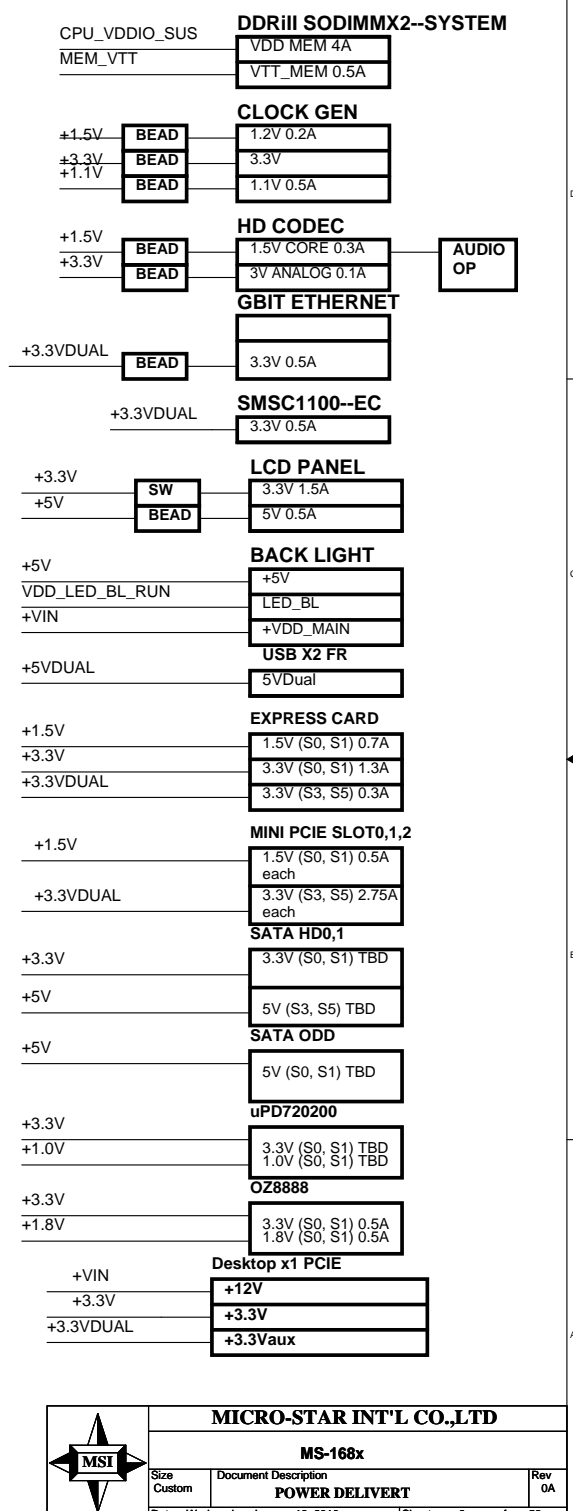 DDRiII SODIMMX2--SYSTEM
CPU_VDDIO_SUS
VDD MEM 4A
MEM_VTT
VTT_MEM 0.5A
CLOCK GEN
+1.5V BEAD 1.2V 0.2A
+3.3V BEAD 3.3V
+1.1V BEAD 1.1V 0.5A
HD CODEC
+1.5V BEAD 1.5V CORE 0.3A AUDIO OP
+3.3V BEAD 3V ANALOG 0.1A
GBIT ETHERNET
+3.3VDUAL BEAD 3.3V 0.5A
SMSC1100--EC
+3.3VDUAL 3.3V 0.5A
LCD PANEL
+3.3V SW 3.3V 1.5A
+5V BEAD 5V 0.5A
BACK LIGHT
+5V +5V
VDD_LED_BL_RUN LED_BL
+VIN +VDD_MAIN
USB X2 FR
+5VDUAL 5VDual
EXPRESS CARD
+1.5V 1.5V (S0, S1) 0.7A
+3.3V 3.3V (S0, S1) 1.3A
+3.3VDUAL 3.3V (S3, S5) 0.3A
MINI PCIE SLOT0,1,2
+1.5V 1.5V (S0, S1) 0.5A
each
+3.3VDUAL 3.3V (S3, S5) 2.75A
each
SATA HD0,1
+3.3V 3.3V (S0, S1) TBD
+5V 5V (S3, S5) TBD
SATA ODD
+5V 5V (S0, S1) TBD
uPD720200
+3.3V 3.3V (S0, S1) TBD
+1.0V 1.0V (S0, S1) TBD
OZ8888
+3.3V 3.3V (S0, S1) 0.5A
+1.8V 1.8V (S0, S1) 0.5A
Desktop x1 PCIE
+VIN +12V
+3.3V +3.3V
+3.3VDUAL +3.3Vaux
D
C
B
A
MSI
MICRO-STAR INT'L CO.,LTD
MS-168x
Size Document Description Rev
Custom POWER DELIVERT 0A